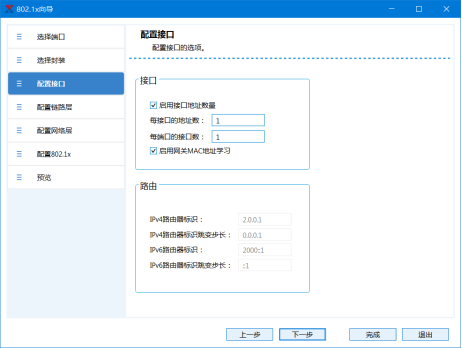 802.1x向导
选择端口
选择封装
配置接口
配置链路层
配置网络层
配置802.1x
预览
配置接口
配置接口的选项。
接口
启用接口地址数量
每接口的地址数： 1
每端口的接口数： 1
启用网关MAC地址学习
路由
IPv4路由器标识： 2.0.0.1
IPv4路由器标识跳变步长： 0.0.0.1
IPv6路由器标识： 2000::1
IPv6路由器标识跳变步长： ::1
上一步 下一步 完成 退出